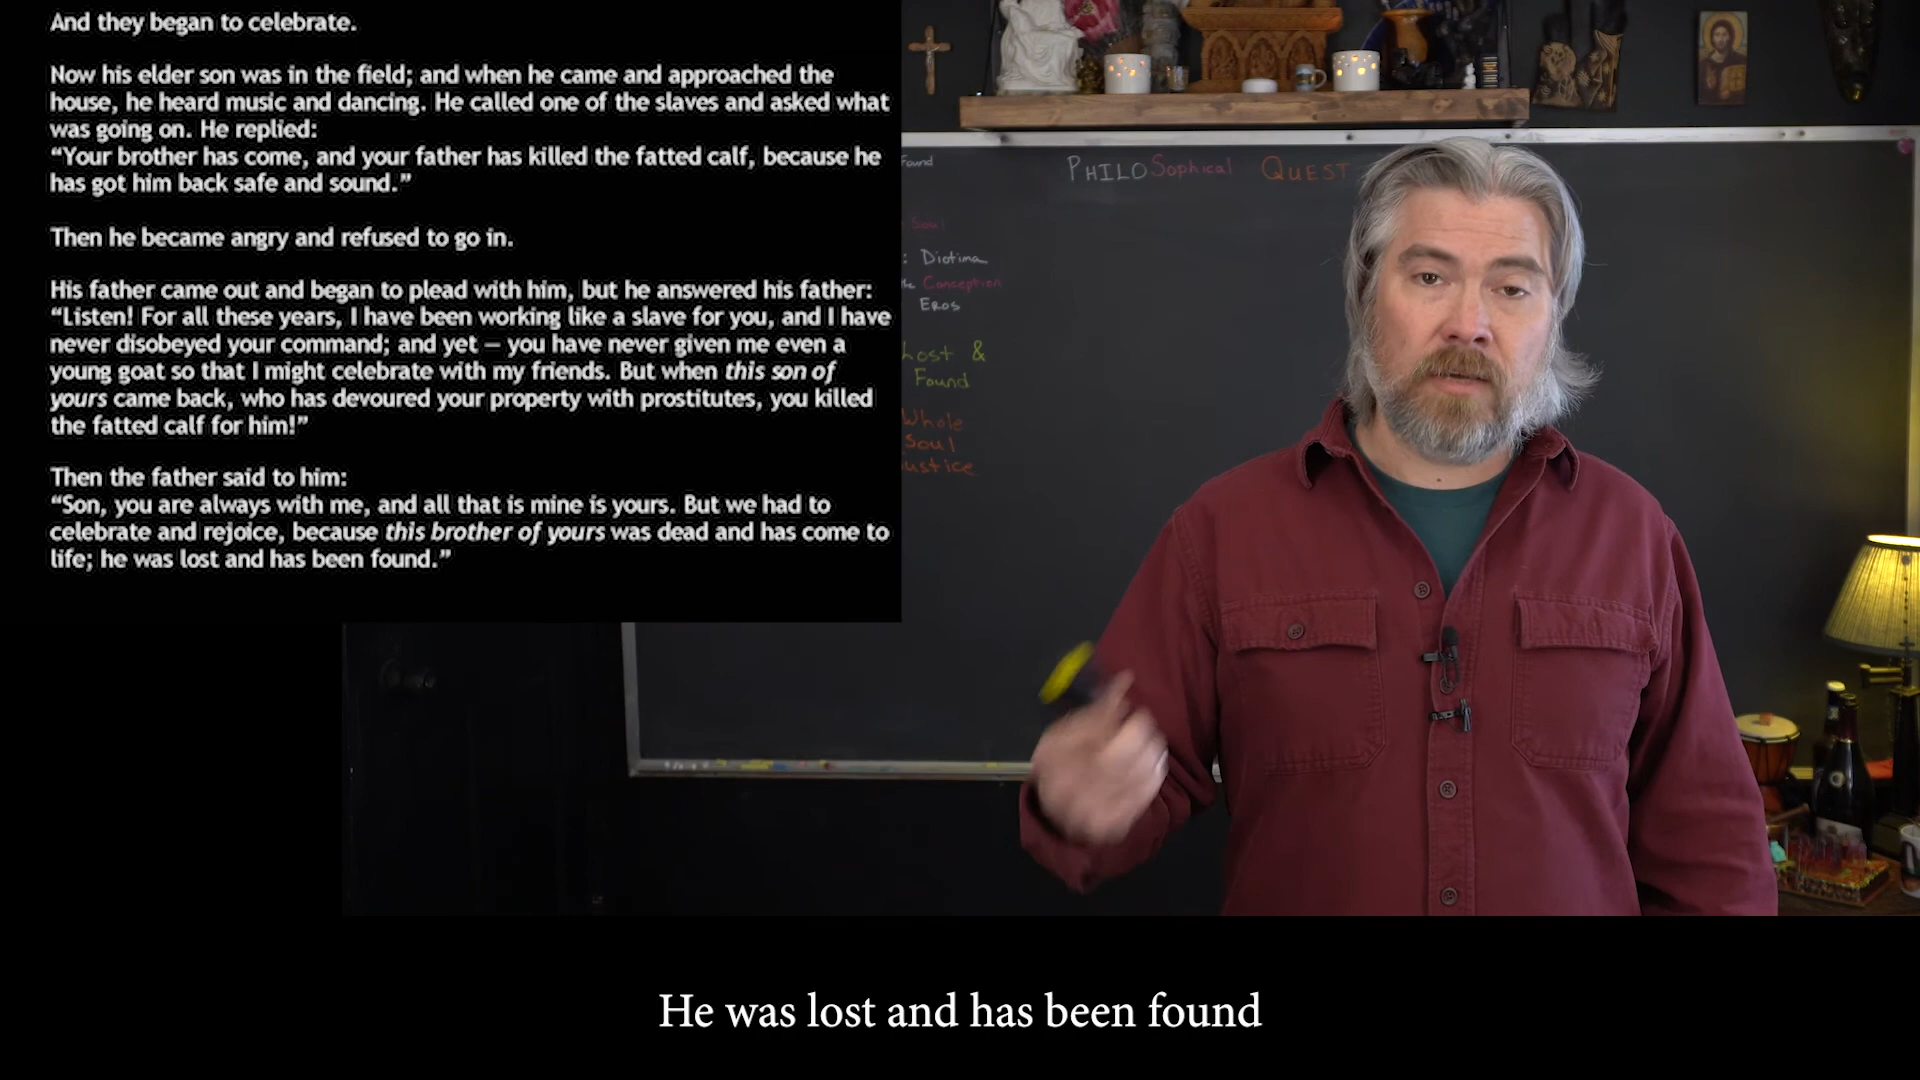 And they began to celebrate.
Now his elder son was in the field; and when he came and approached the
house, he heard music and dancing. He called one of the slaves and asked what
was going on. He replied:
“Your brother has come, and your father has killed the fatted calf, because he
has got him back safe and sound.”
Then he became angry and refused to go in.
His father came out and began to plead with him, but he answered his father:
“Listen! For all these years, I have been working like a slave for you, and I have
never disobeyed your command; and yet — you have never given me even a
young goat so that I might celebrate with my friends. But when this son of
yours came back, who has devoured your property with prostitutes, you killed
the fatted calf for him!”
Then the father said to him:
“Son, you are always with me, and all that is mine is yours. But we had to
celebrate and rejoice, because this brother of yours was dead and has come to
life; he was lost and has been found.”
Found
PHILOSophical QUEST
Soul
: Diotima
Conception
Eros
Lost &
Found
Whole
Soul
Justice
He was lost and has been found